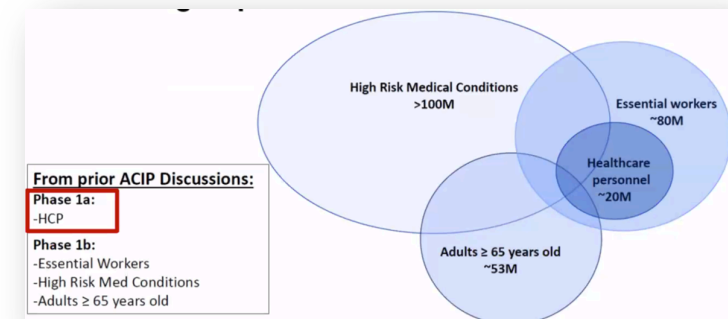 High Risk Medical Conditions
>100M
Essential workers
~80M
Healthcare
personnel
~20M
Adults ≥ 65 years old
~53M
From prior ACIP Discussions:
Phase 1a:
-HCP
Phase 1b:
-Essential Workers
-High Risk Med Conditions
-Adults ≥ 65 years old